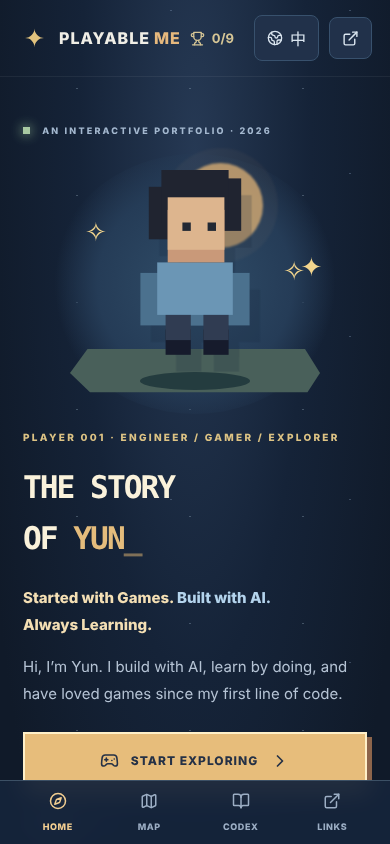 PLAYABLE ME 0/9 中
AN INTERACTIVE PORTFOLIO · 2026
PLAYER 001 · ENGINEER / GAMER / EXPLORER
THE STORY
OF YUN_
Started with Games. Built with AI.
Always Learning.
Hi, I’m Yun. I build with AI, learn by doing, and
have loved games since my first line of code.
START EXPLORING
HOME MAP CODEX LINKS